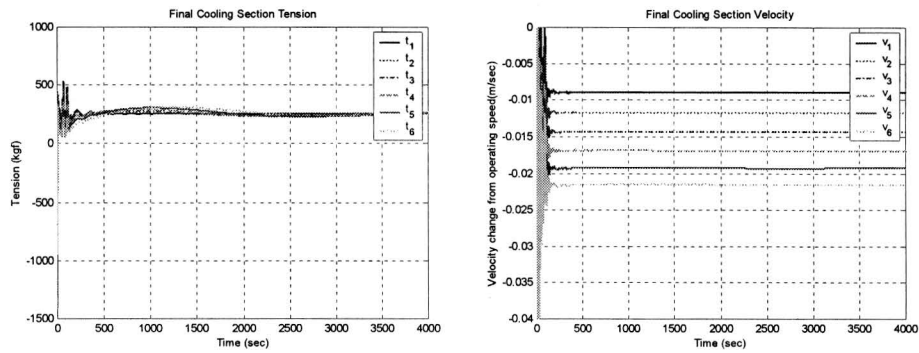 Final Cooling Section Tension
1000
500
0
-500
-1000
-1500
Tension (kgf)
t1
t2
t3
t4
t5
t6
0 500 1000 1500 2000 2500 3000 3500 4000
Time (sec)
Final Cooling Section Velocity
0
-0.005
-0.01
-0.015
-0.02
-0.025
-0.03
-0.035
-0.04
Velocity change from operating speed(m/sec)
v1
v2
v3
v4
v5
v6
0 500 1000 1500 2000 2500 3000 3500 4000
Time (sec)